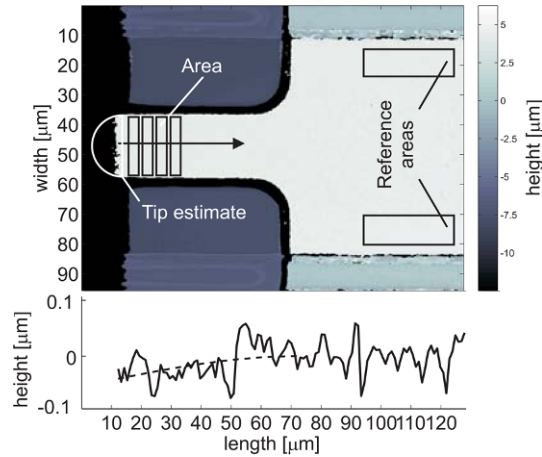 10
20
30
40
50
60
70
80
90
width [μm]
Area
Tip estimate
Reference
areas
5
2.5
0
-2.5
-5
-7.5
-10
height [μm]
0.1
0
-0.1
height [μm]
10 20 30 40 50 60 70 80 90 100 110 120
length [μm]